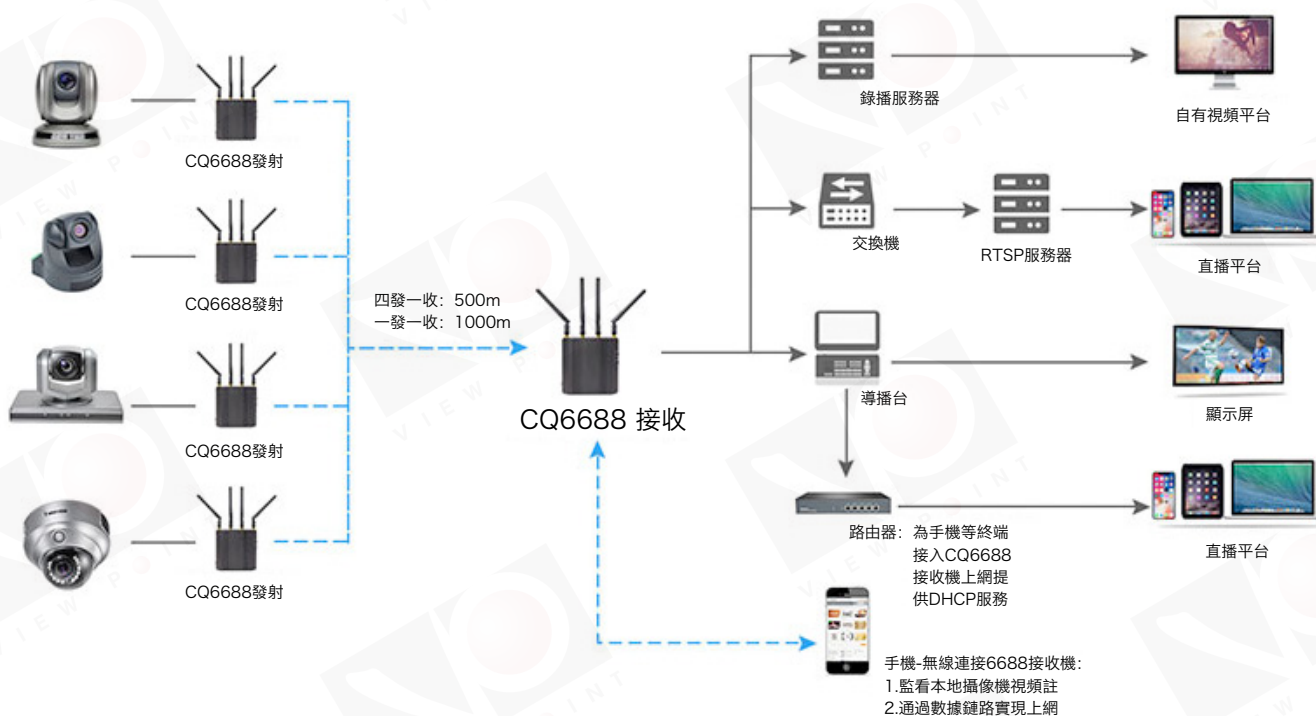 CQ6688發射
CQ6688發射
CQ6688發射
CQ6688發射
四發一收：500m
一發一收：1000m
CQ6688 接收
錄播服務器
自有視頻平台
交換機
RTSP服務器
直播平台
導播台
顯示屏
路由器：為手機等終端
接入CQ6688
接收機上網提
供DHCP服務
直播平台
手機-無線連接6688接收機：
1.監看本地攝像機視頻註
2.通過數據鏈路實現上網
VIEW POINT